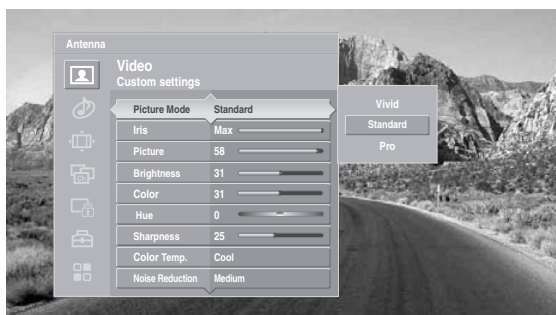 Antenna
Video
Custom settings
Picture Mode Standard
Iris Max
Picture 58
Brightness 31
Color 31
Hue 0
Sharpness 25
Color Temp. Cool
Noise Reduction Medium
Vivid
Standard
Pro